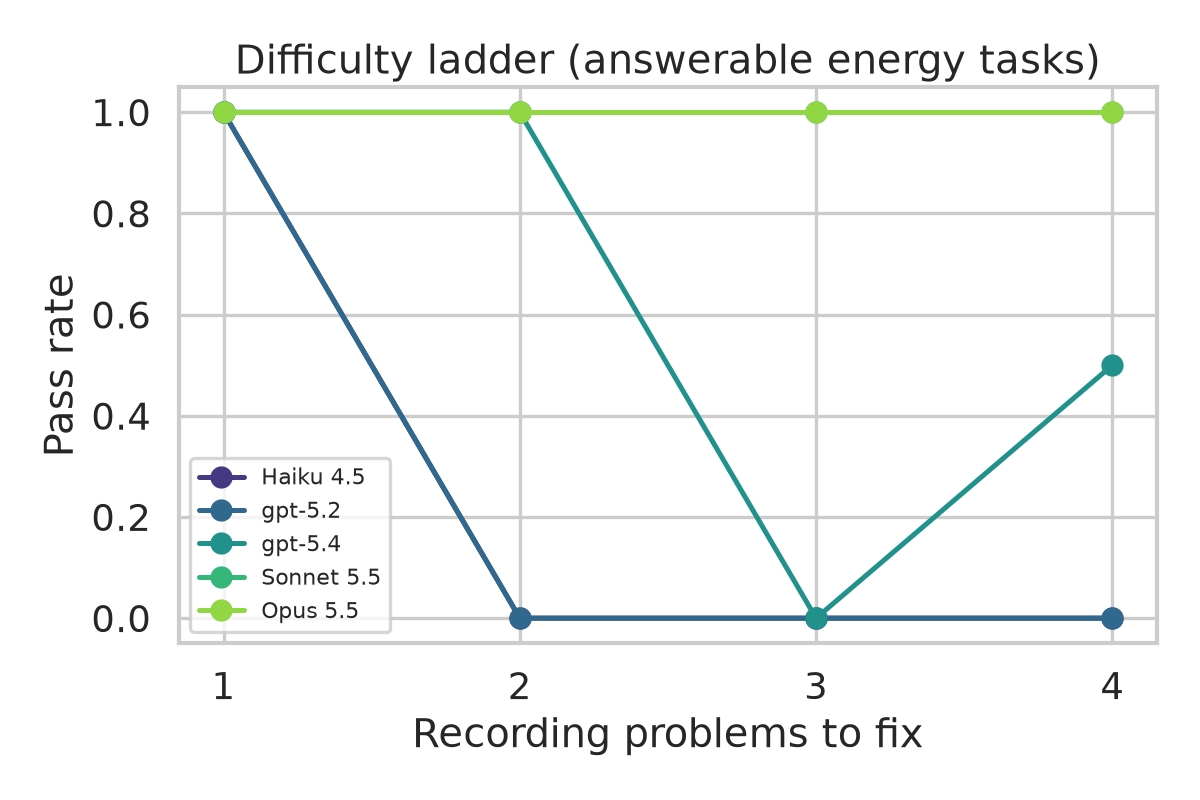 Difficulty ladder (answerable energy tasks)
Pass rate
1.0
0.8
0.6
0.4
0.2
0.0
Haiku 4.5
gpt-5.2
gpt-5.4
Sonnet 5.5
Opus 5.5
1 2 3 4
Recording problems to fix